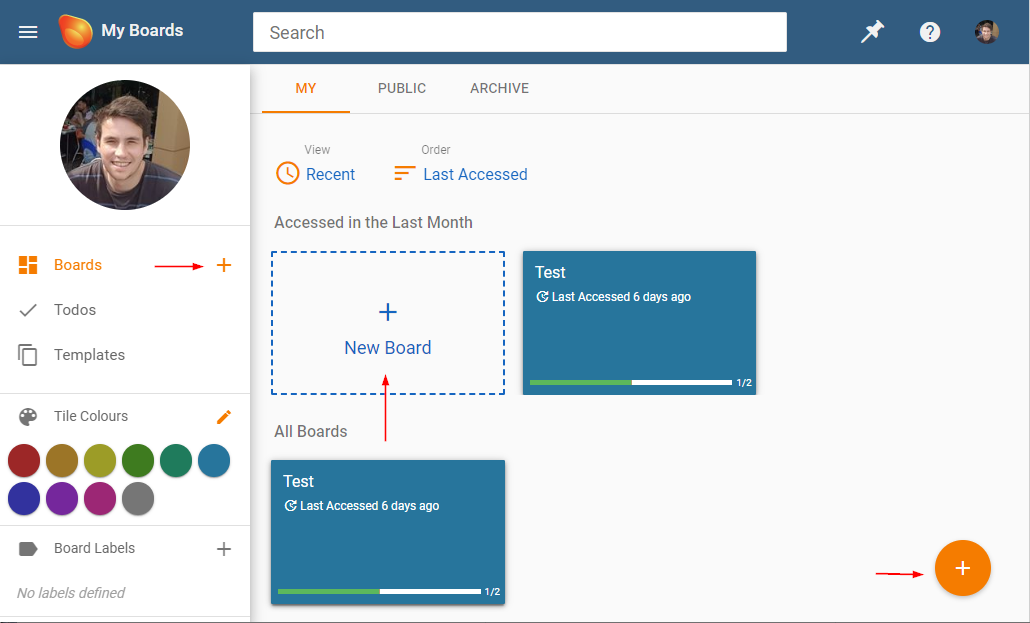 My Boards
Search
MY PUBLIC ARCHIVE
View Order
Recent Last Accessed
Accessed in the Last Month
Boards
Todos
Templates
New Board
Test
Last Accessed 6 days ago
1/2
Tile Colours
All Boards
Test
Last Accessed 6 days ago
1/2
Board Labels
No labels defined